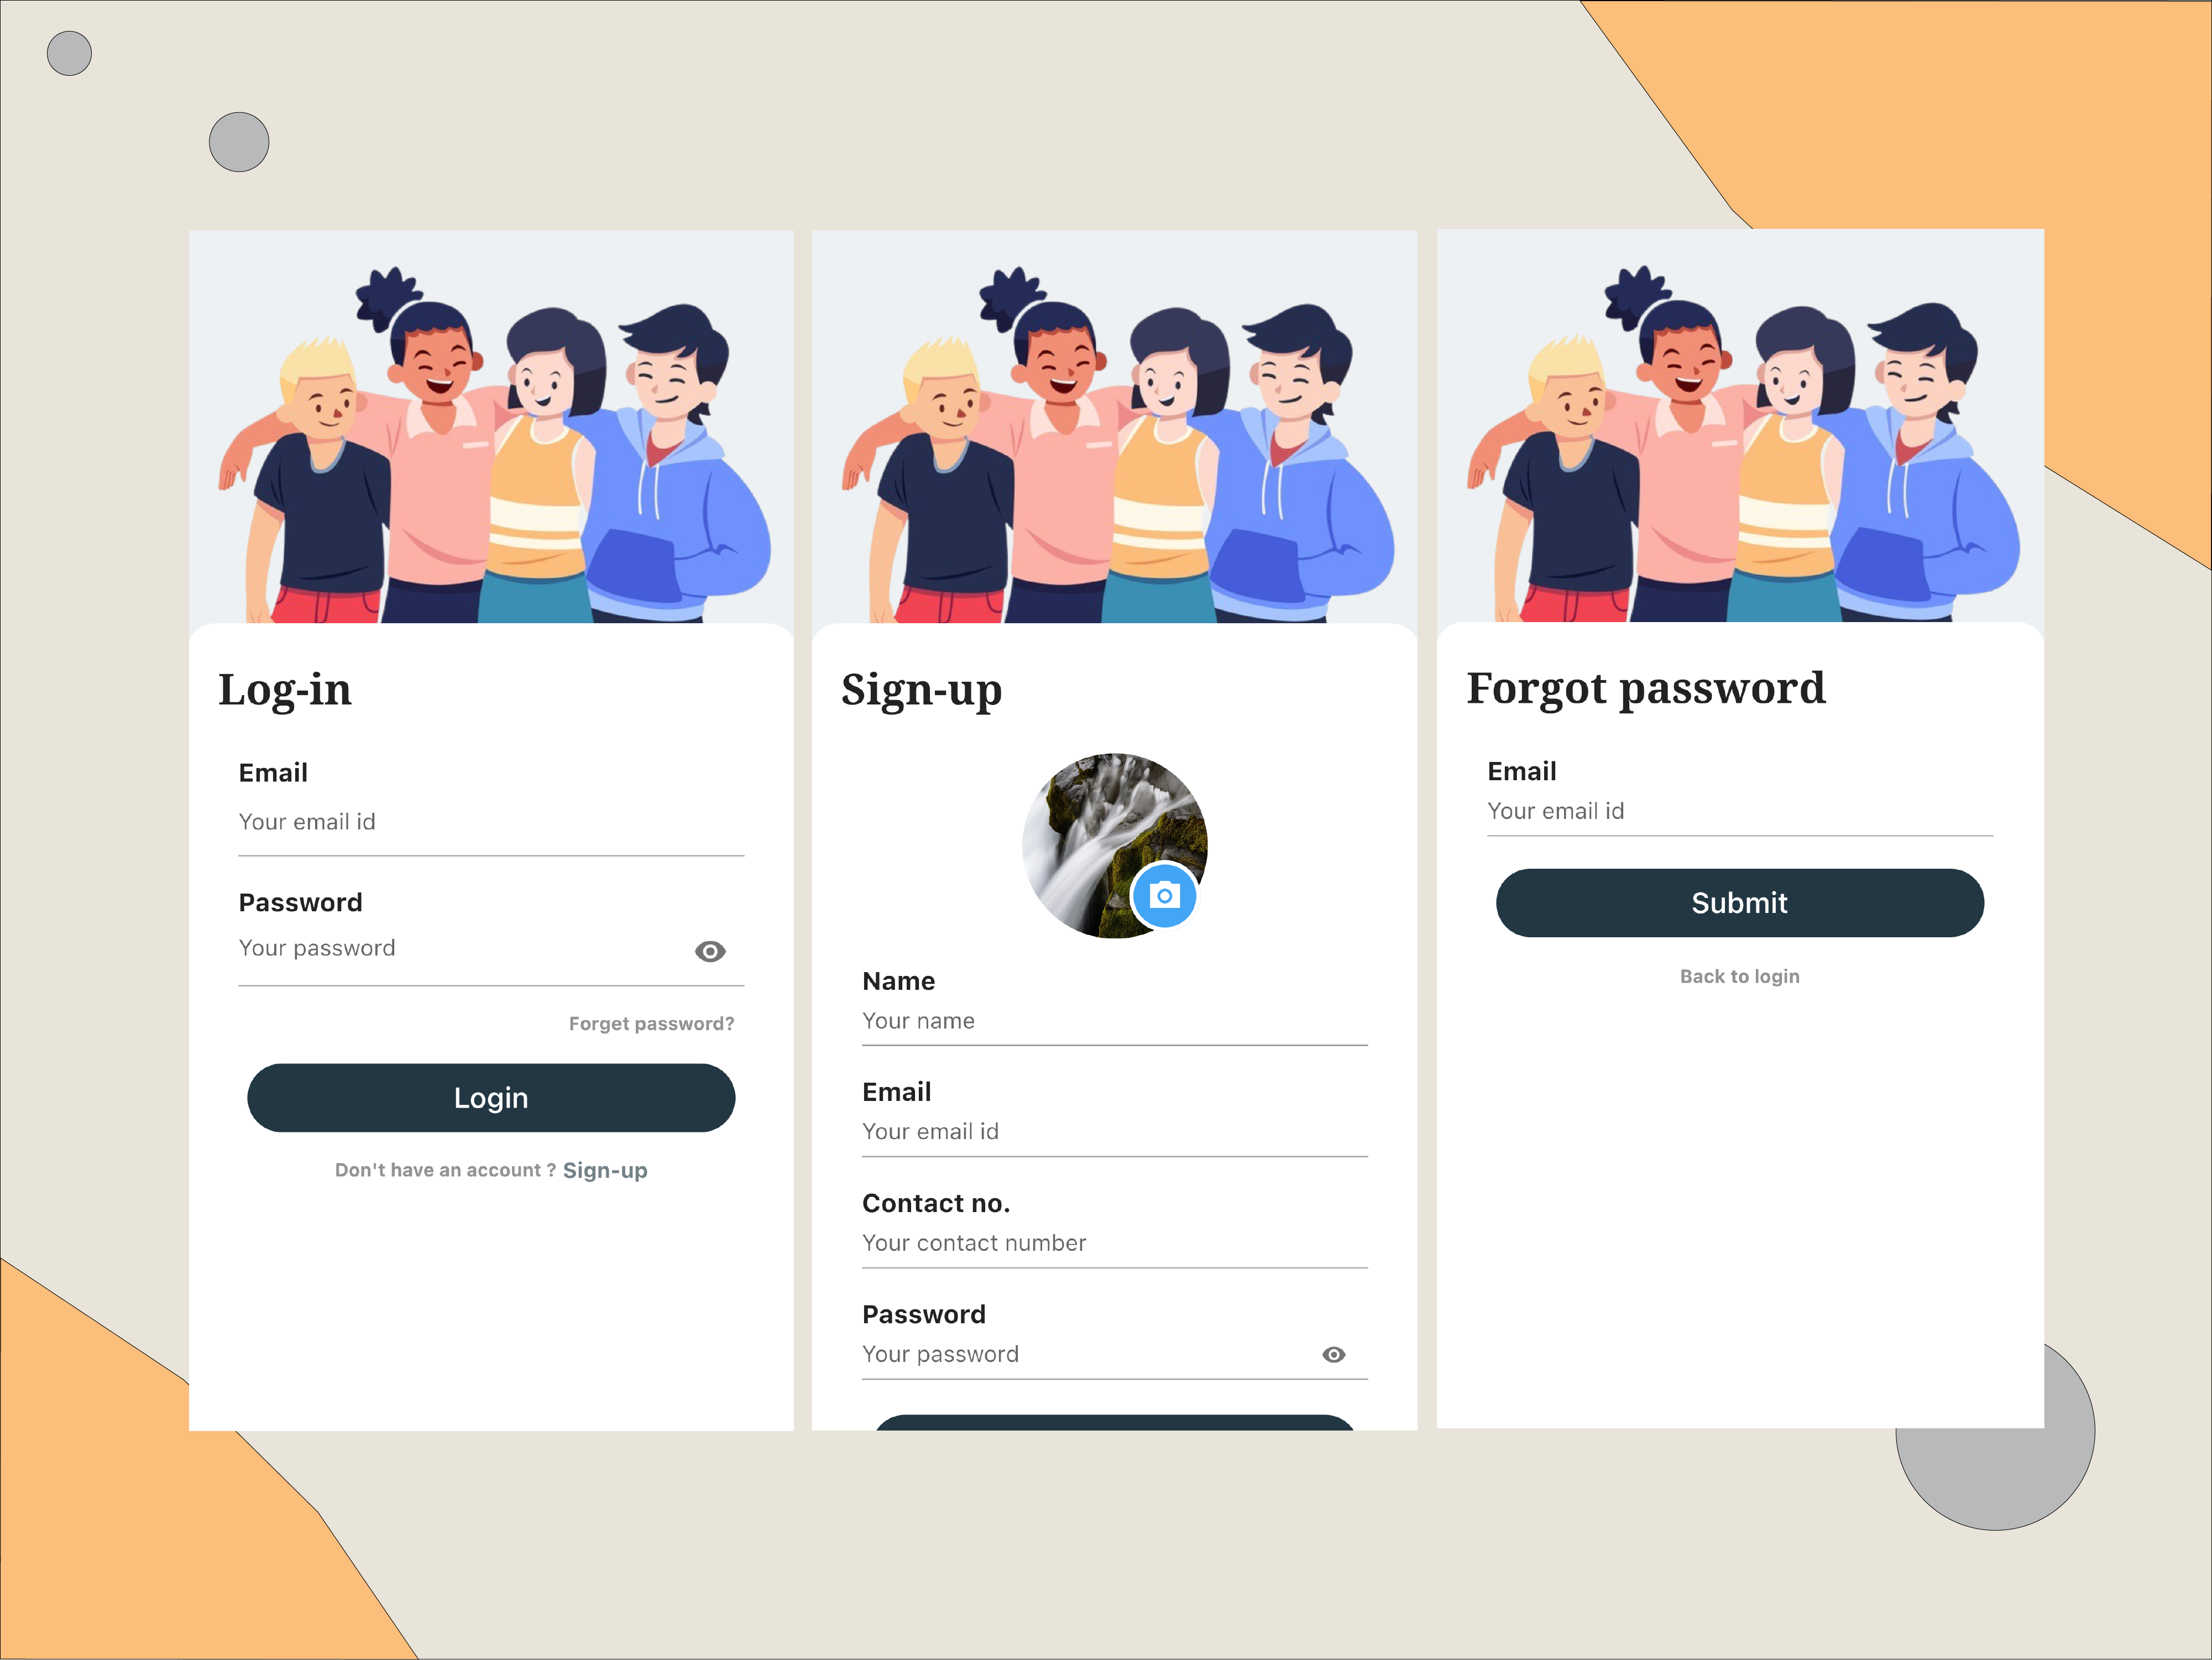 Log-in
Email
Your email id
Password
Your password
Forget password?
Login
Don't have an account ? Sign-up
Sign-up
Name
Your name
Email
Your email id
Contact no.
Your contact number
Password
Your password
Forgot password
Email
Your email id
Submit
Back to login